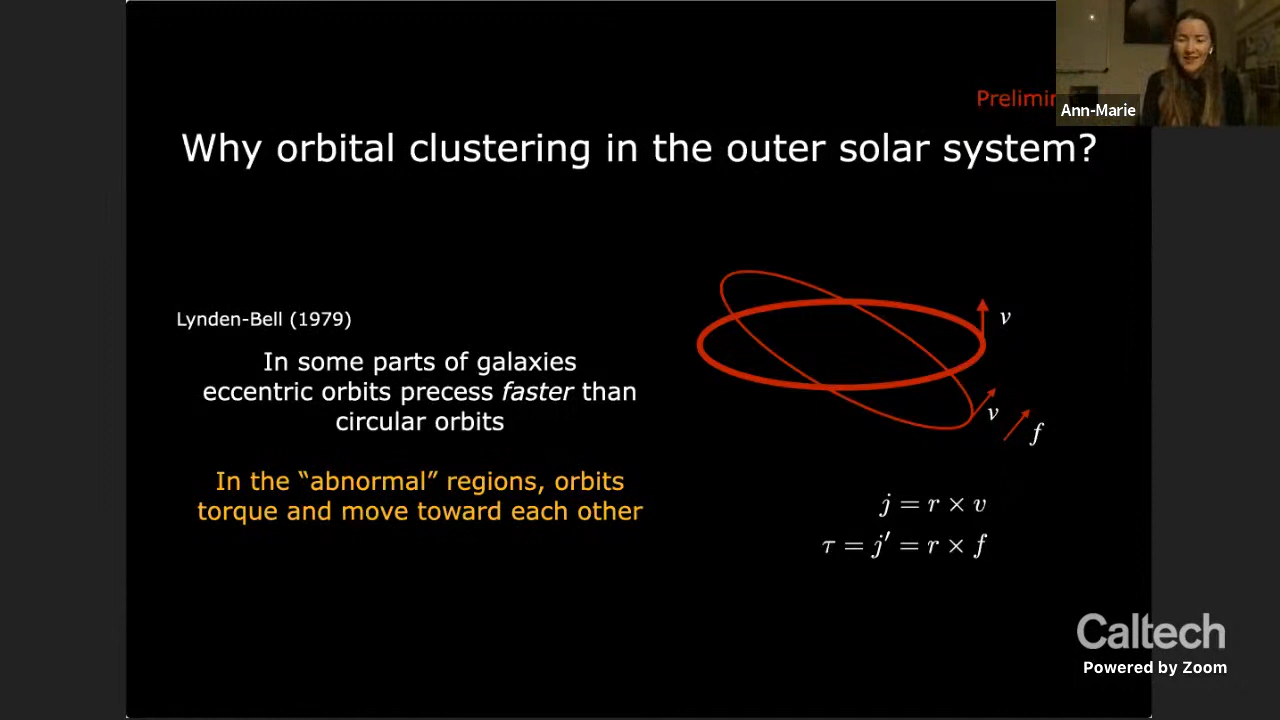 Prelimin
Ann-Marie
Why orbital clustering in the outer solar system?
Lynden-Bell (1979)
In some parts of galaxies
eccentric orbits precess faster than
circular orbits
In the “abnormal” regions, orbits
torque and move toward each other
v
v
f
j = r × v
τ = j′ = r × f
Caltech
Powered by Zoom